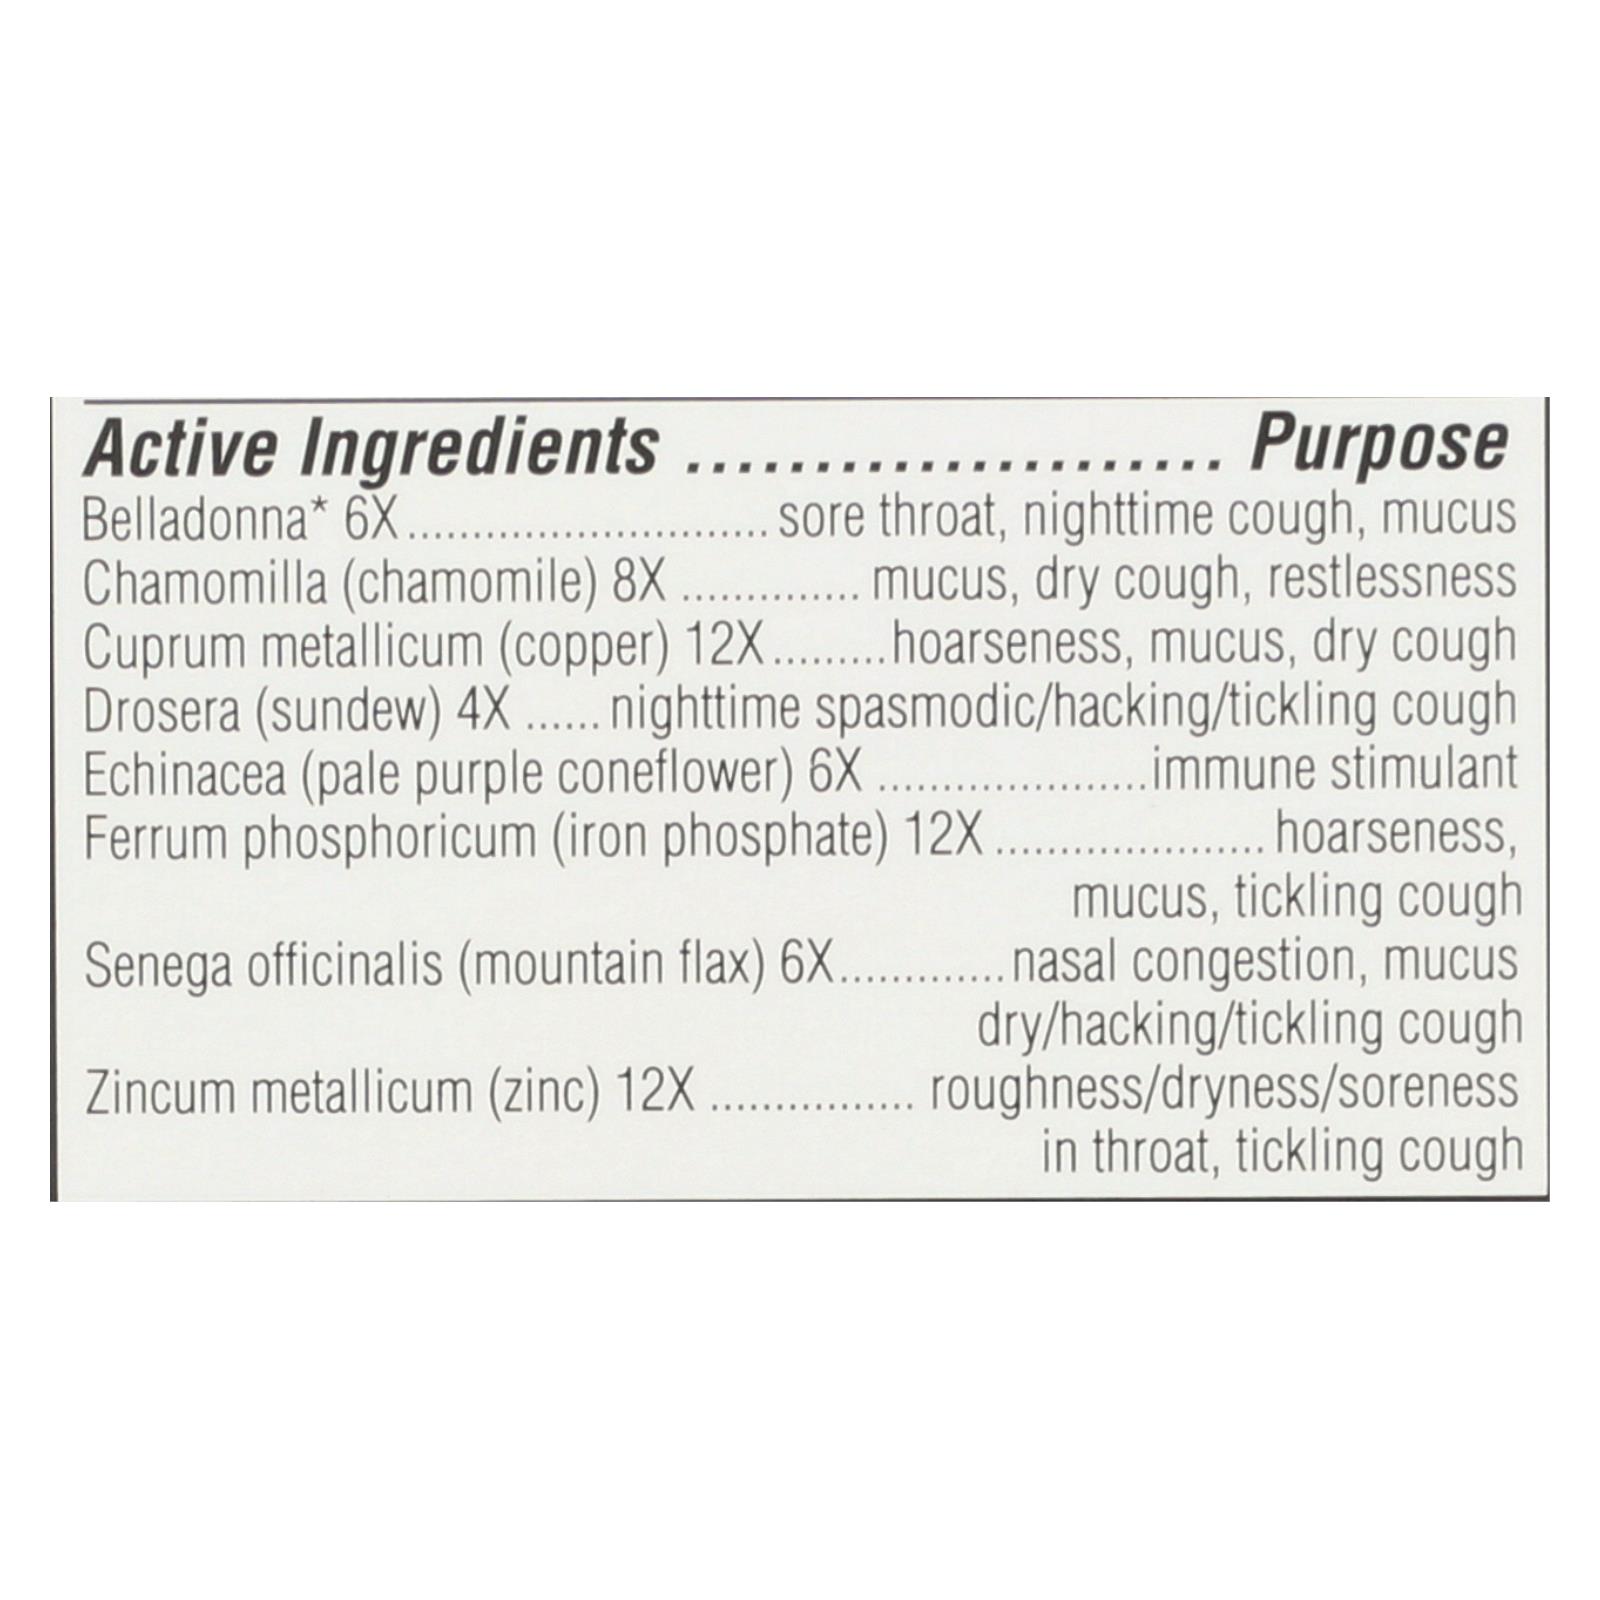 Active Ingredients ..................... Purpose
Belladonna* 6X............................ sore throat, nighttime cough, mucus
Chamomilla (chamomile) 8X .............. mucus, dry cough, restlessness
Cuprum metallicum (copper) 12X.........hoarseness, mucus, dry cough
Drosera (sundew) 4X ...... nighttime spasmodic/hacking/tickling cough
Echinacea (pale purple coneflower) 6X .....................immune stimulant
Ferrum phosphoricum (iron phosphate) 12X ..................... hoarseness,
mucus, tickling cough
Senega officinalis (mountain flax) 6X.............nasal congestion, mucus
dry/hacking/tickling cough
Zincum metallicum (zinc) 12X ................ roughness/dryness/soreness
in throat, tickling cough